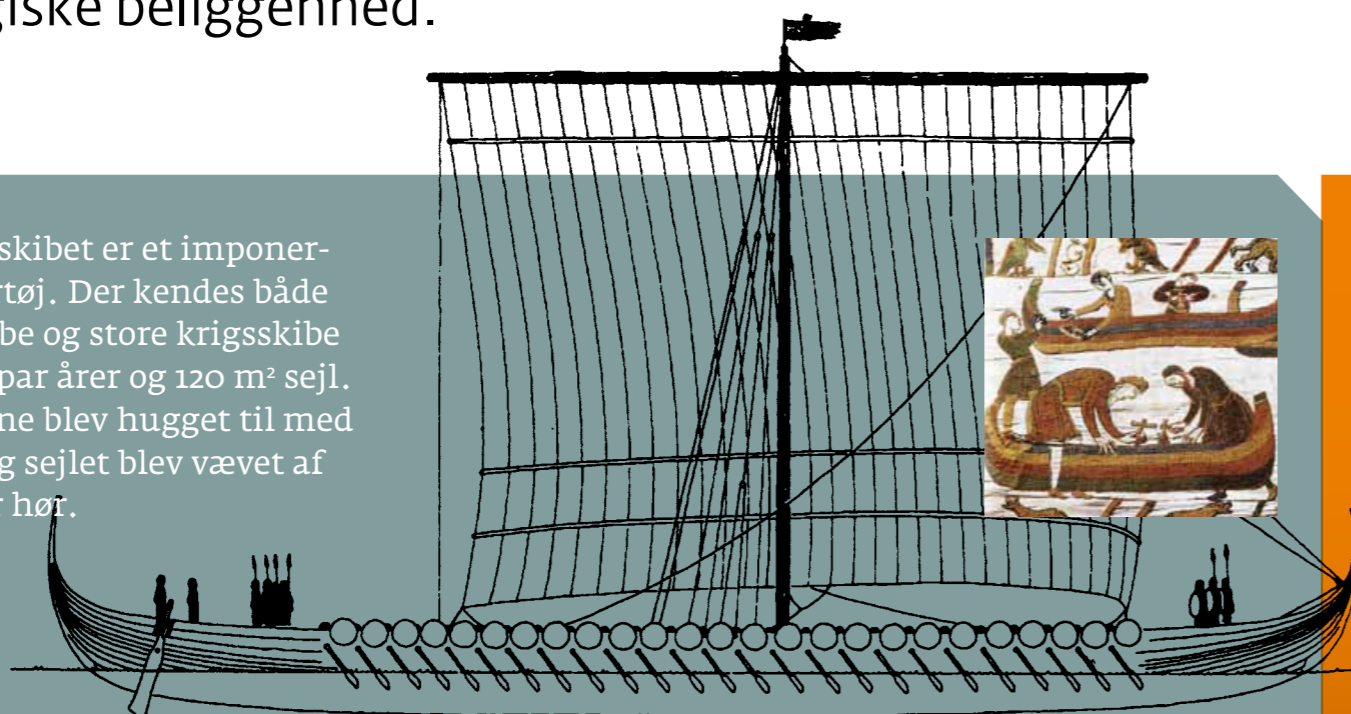 giske beliggenhed.
skibet er et imponer-
rtøj. Der kendes både
be og store krigsskibe
par årer og 120 m² sejl.
ne blev hugget til med
g sejlet blev vævet af
r hør.